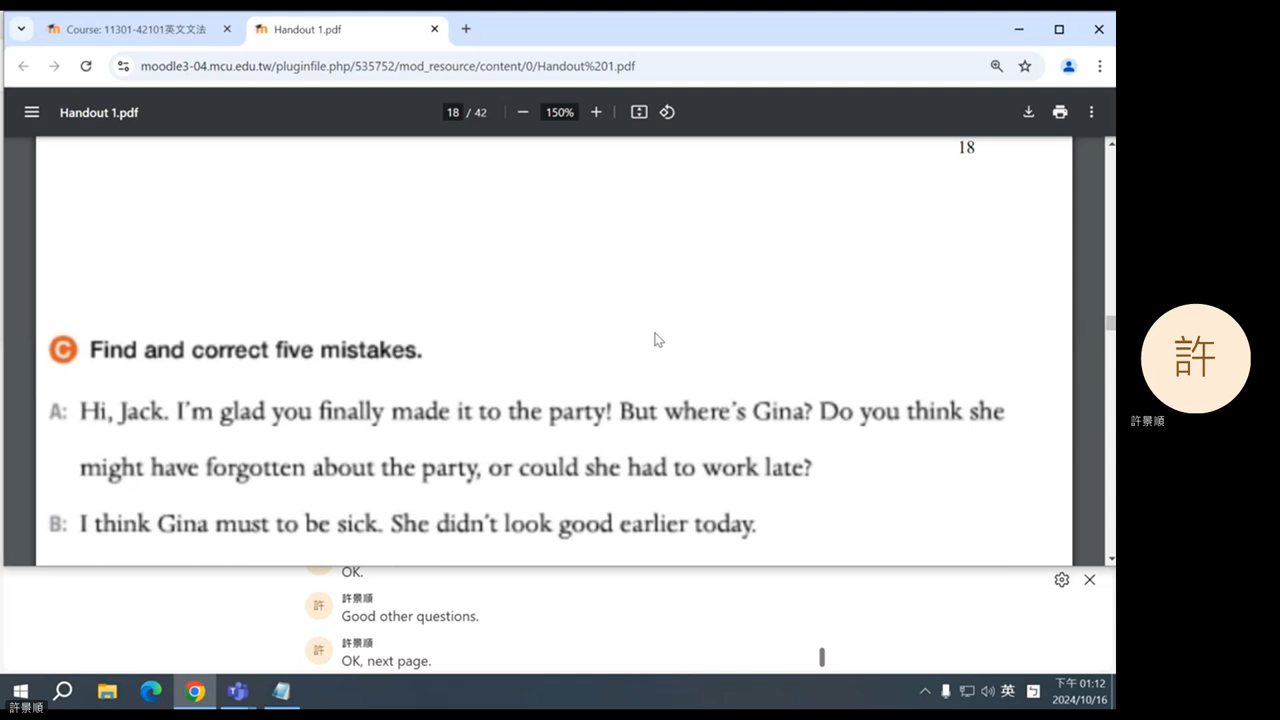 Course: 11301-42101英文文法
Handout 1.pdf
moodle3-04.mcu.edu.tw/pluginfile.php/535752/mod_resource/content/0/Handout%201.pdf
Handout 1.pdf
18 / 42
150%
18
C Find and correct five mistakes.
A: Hi, Jack. I'm glad you finally made it to the party! But where's Gina? Do you think she
might have forgotten about the party, or could she had to work late?
B: I think Gina must to be sick. She didn't look good earlier today.
許
許景順
OK.
許 許景順
Good other questions.
許 許景順
OK, next page.
英
下午 01:12
2024/10/16
許景順